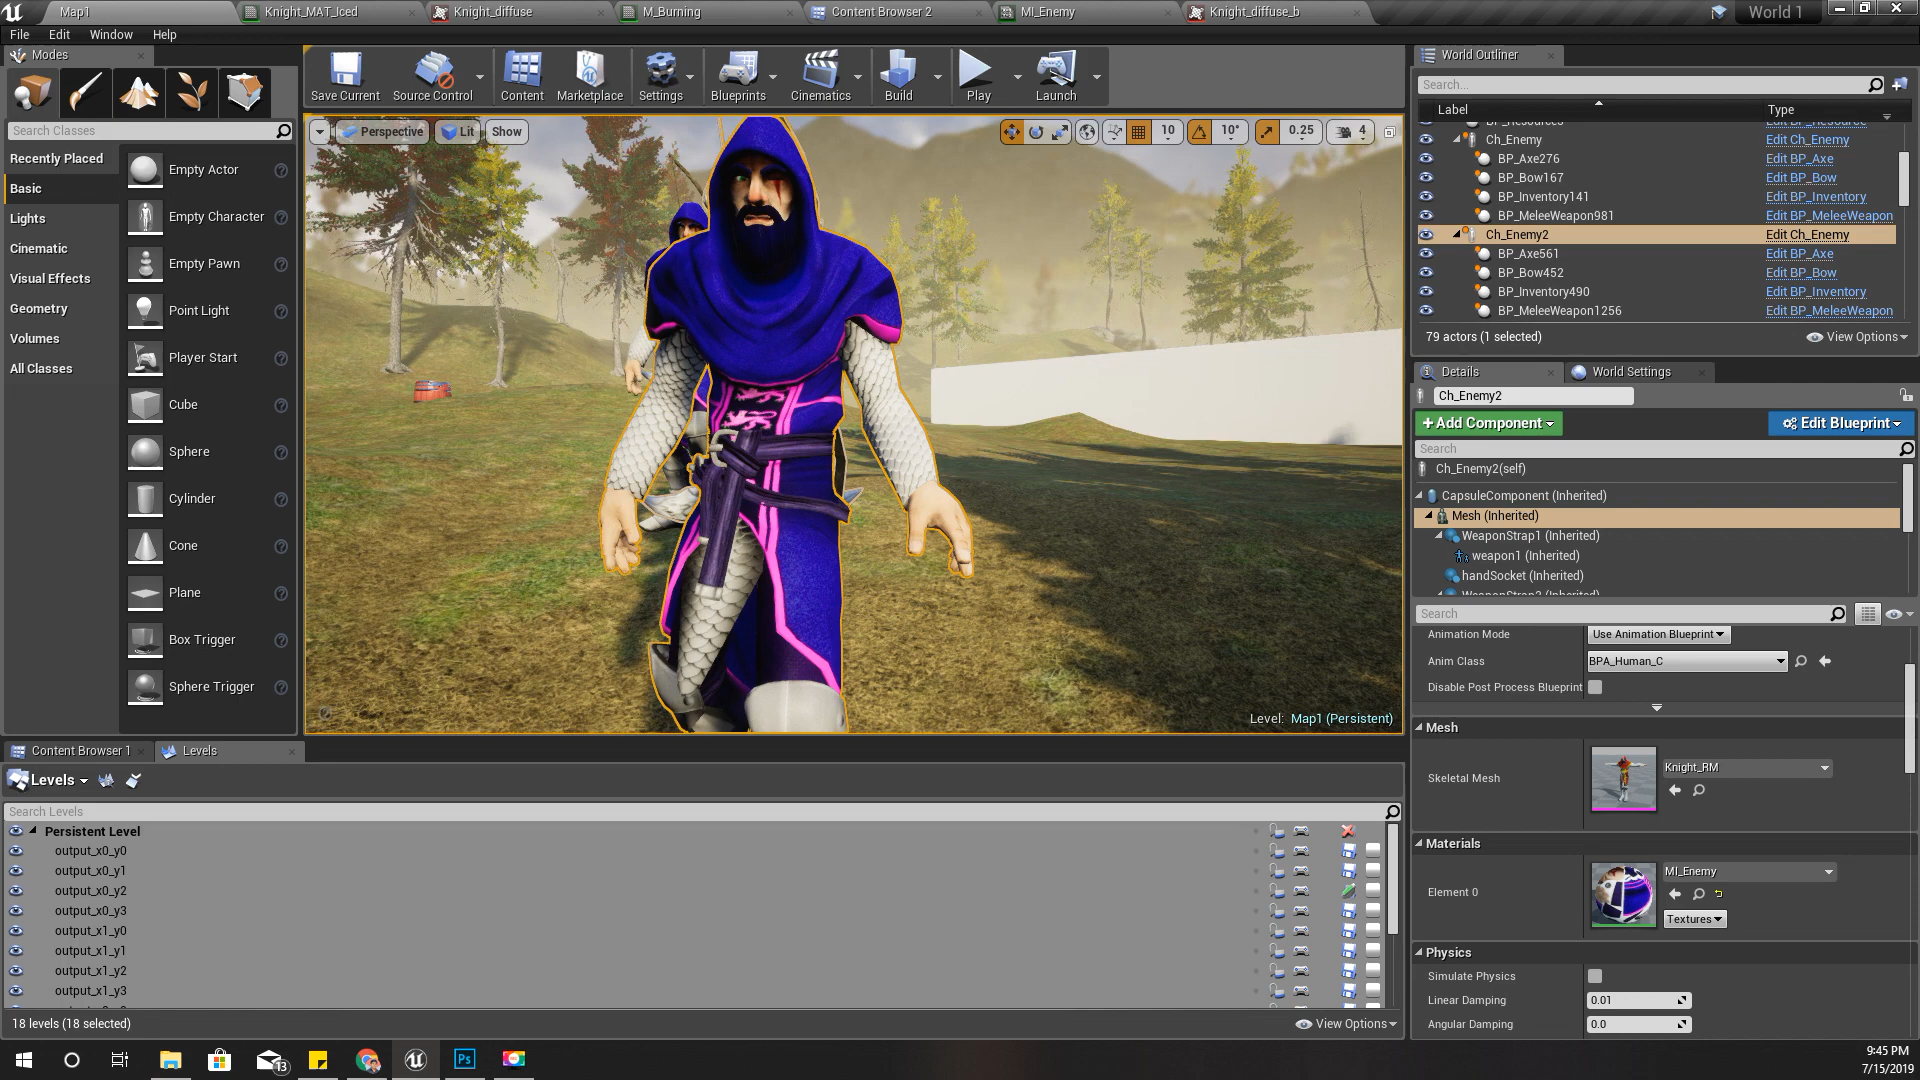 Map1
Knight_MAT_Iced
Knight_diffuse
M_Burning
Content Browser 2
MI_Enemy
Knight_diffuse_b
World 1
File Edit Window Help
Modes
Search Classes
Recently Placed
Basic
Lights
Cinematic
Visual Effects
Geometry
Volumes
All Classes
Empty Actor
Empty Character
Empty Pawn
Point Light
Player Start
Cube
Sphere
Cylinder
Cone
Plane
Box Trigger
Sphere Trigger
Save Current
Source Control
Content
Marketplace
Settings
Blueprints
Cinematics
Build
Play
Launch
Perspective
Lit
Show
10
10°
0.25
4
Level: Map1 (Persistent)
World Outliner
Search...
Label Type
BP_Resources Edit BP_Resource
Ch_Enemy Edit Ch_Enemy
BP_Axe276 Edit BP_Axe
BP_Bow167 Edit BP_Bow
BP_Inventory141 Edit BP_Inventory
BP_MeleeWeapon981 Edit BP_MeleeWeapon
Ch_Enemy2 Edit Ch_Enemy
BP_Axe561 Edit BP_Axe
BP_Bow452 Edit BP_Bow
BP_Inventory490 Edit BP_Inventory
BP_MeleeWeapon1256 Edit BP_MeleeWeapon
79 actors (1 selected)
View Options
Details
World Settings
Ch_Enemy2
+Add Component
Edit Blueprint
Search
Ch_Enemy2(self)
CapsuleComponent (Inherited)
Mesh (Inherited)
WeaponStrap1 (Inherited)
weapon1 (Inherited)
handSocket (Inherited)
WeaponStrap2 (Inherited)
Search
Animation Mode Use Animation Blueprint
Anim Class BPA_Human_C
Disable Post Process Blueprint
Mesh
Skeletal Mesh
Knight_RM
Materials
Element 0
MI_Enemy
Textures
Physics
Simulate Physics
Linear Damping 0.01
Angular Damping 0.0
Content Browser 1
Levels
Levels
Search Levels
Persistent Level
output_x0_y0
output_x0_y1
output_x0_y2
output_x0_y3
output_x1_y0
output_x1_y1
output_x1_y2
output_x1_y3
18 levels (18 selected)
View Options
13
Ps
9:45 PM
7/15/2019